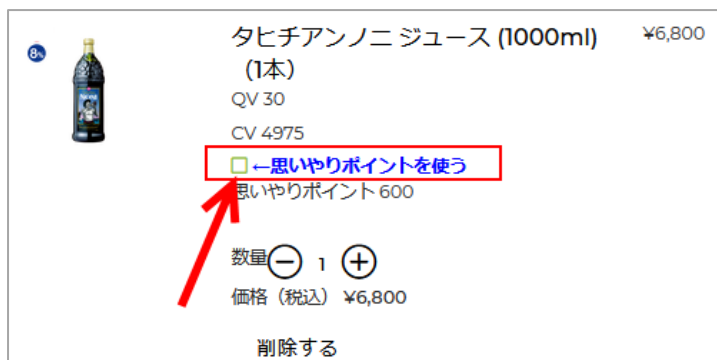 タヒチアンノニ ジュース (1000ml) ¥6,800
（1本）
8%
QV 30
CV 4975
←思いやりポイントを使う
思いやりポイント 600
数量 1
価格（税込） ¥6,800
削除する